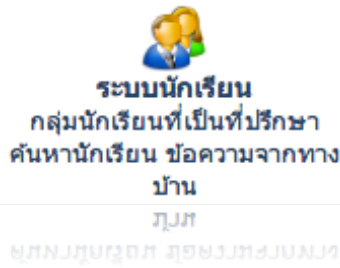 ระบบนักเรียน
กลุ่มนักเรียนที่เป็นที่ปรึกษา
ค้นหานักเรียน ข้อความจากทาง
บ้าน